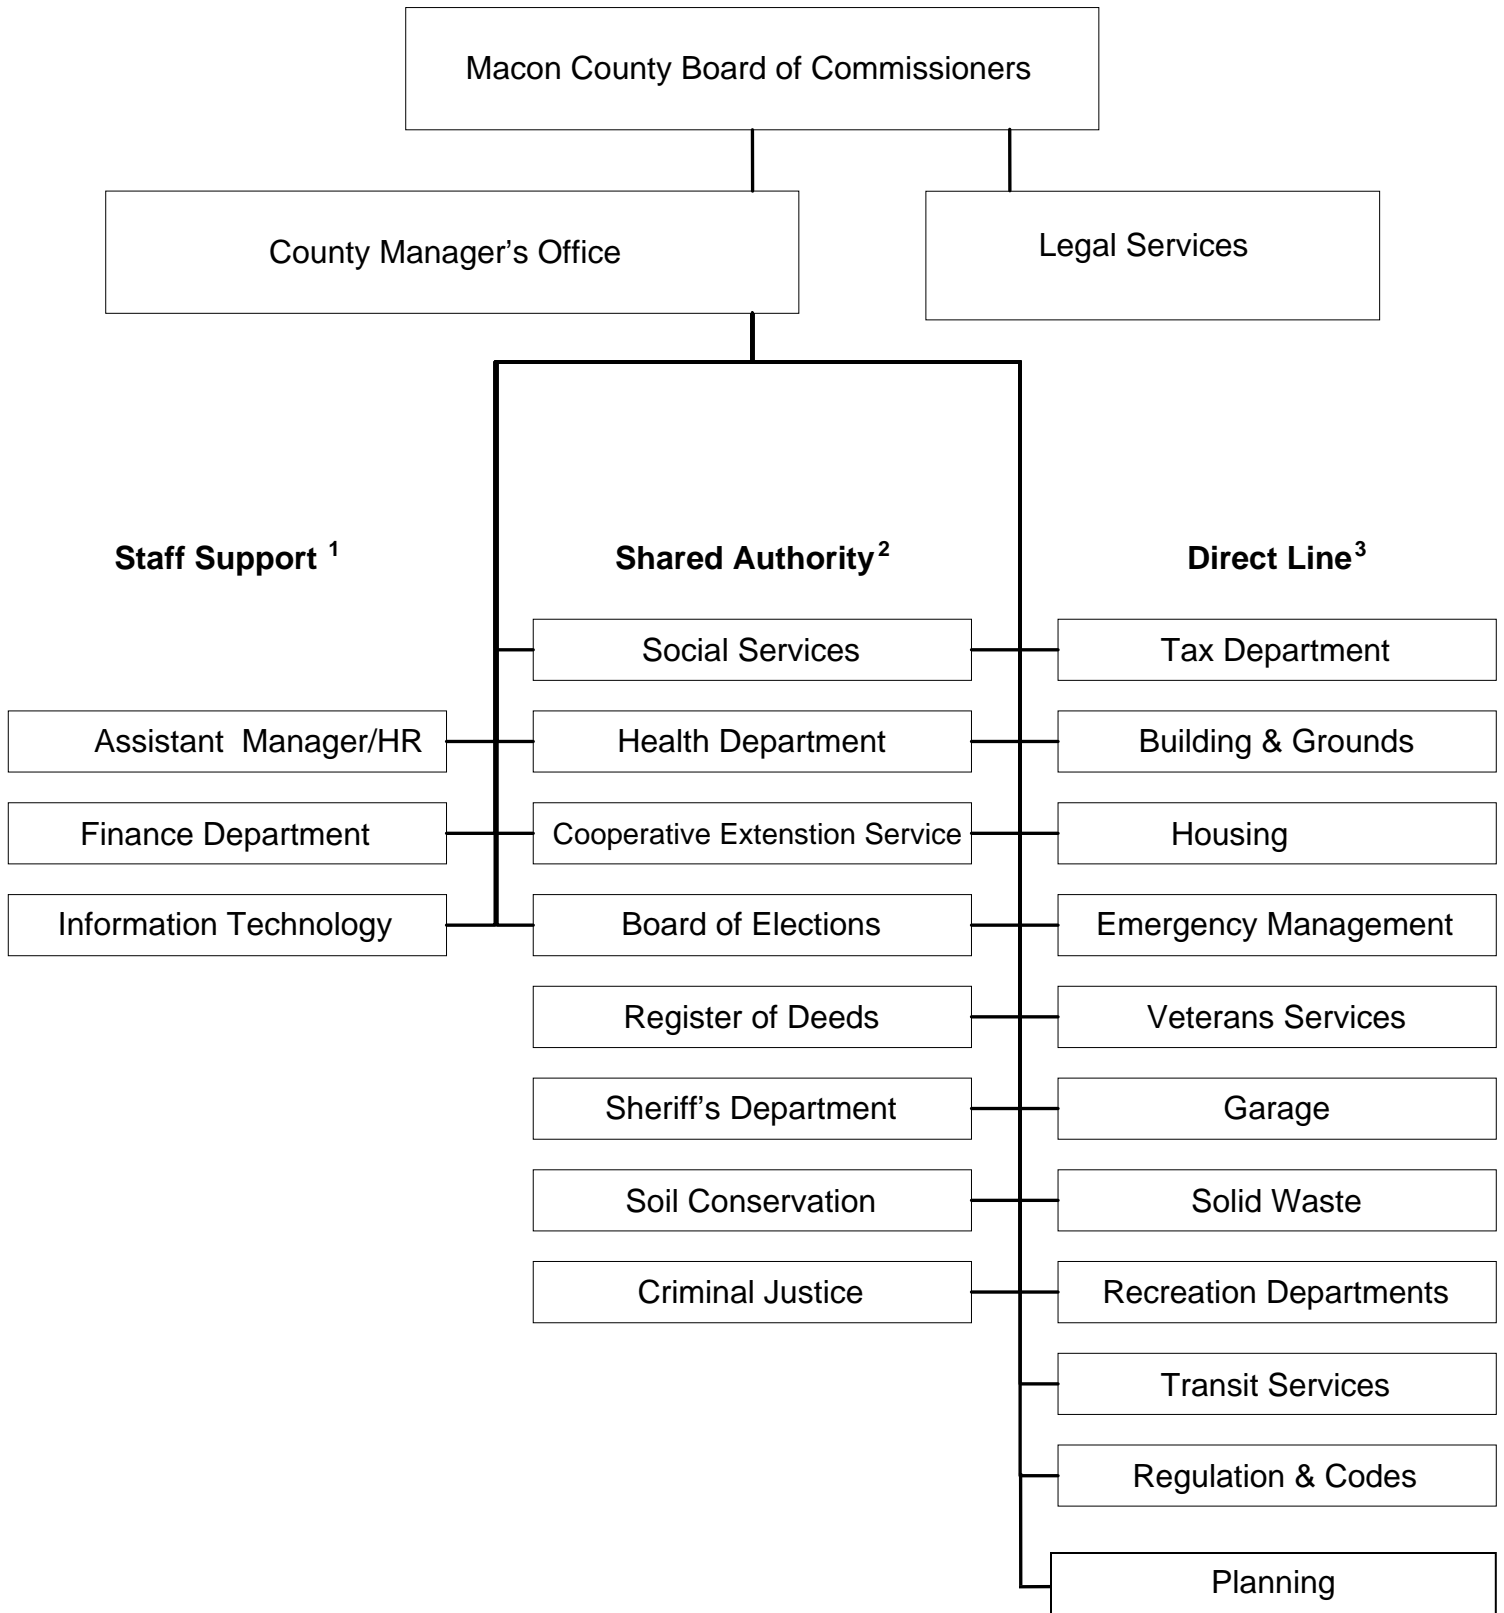 Macon County Board of Commissioners
County Manager’s Office
Legal Services
Staff Support 1
Shared Authority 2
Direct Line 3
Social Services
Tax Department
Assistant Manager/HR
Health Department
Building & Grounds
Finance Department
Cooperative Extenstion Service
Housing
Information Technology
Board of Elections
Emergency Management
Register of Deeds
Veterans Services
Sheriff’s Department
Garage
Soil Conservation
Solid Waste
Criminal Justice
Recreation Departments
Transit Services
Regulation & Codes
Planning